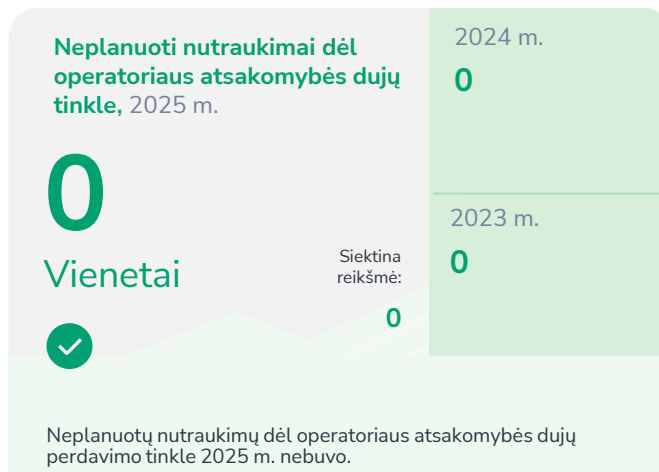 Neplanuoti nutraukimai dėl
operatoriaus atsakomybės dujų
tinkle, 2025 m.
0
Vienetai
Siektina
reikšmė:
0
2024 m.
0
2023 m.
0
Neplanuotų nutraukimų dėl operatoriaus atsakomybės dujų
perdavimo tinkle 2025 m. nebuvo.